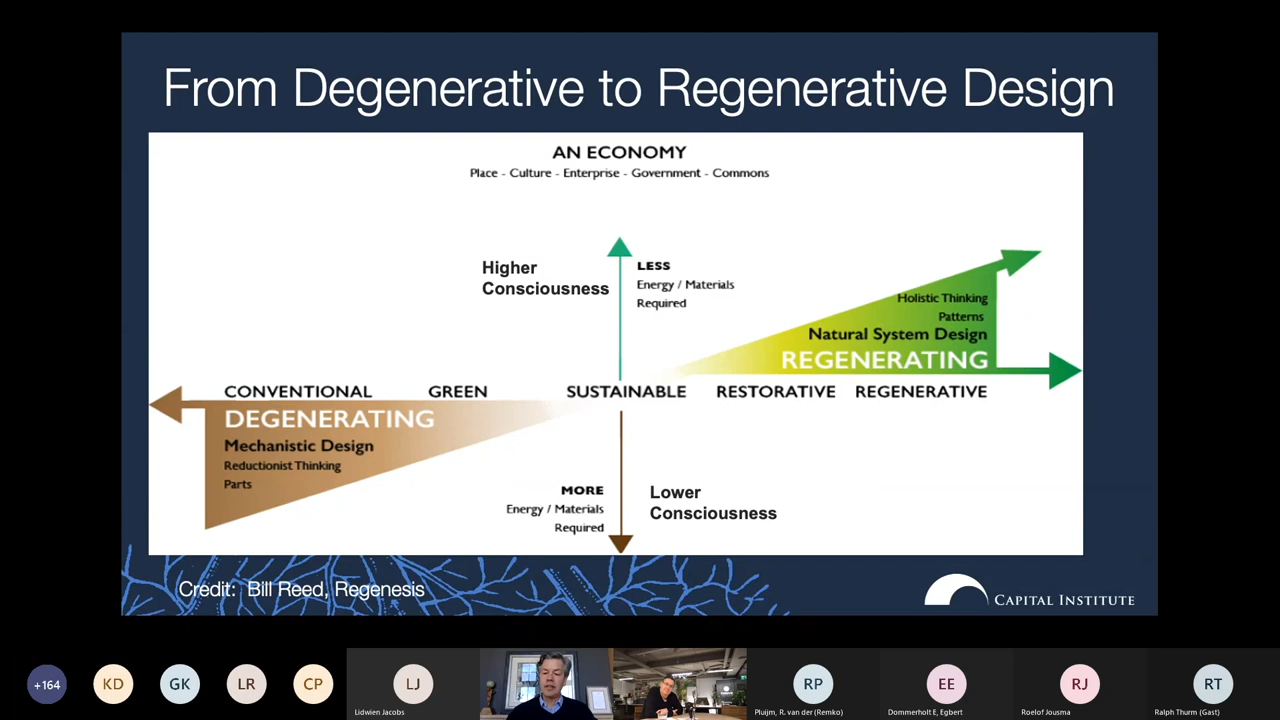 From Degenerative to Regenerative Design
AN ECONOMY
Place - Culture - Enterprise - Government - Commons
Higher
Consciousness
LESS
Energy / Materials
Required
Holistic Thinking
Patterns
Natural System Design
REGENERATING
CONVENTIONAL GREEN SUSTAINABLE RESTORATIVE REGENERATIVE
DEGENERATING
Mechanistic Design
Reductionist Thinking
Parts
MORE
Energy / Materials
Required
Lower
Consciousness
Credit: Bill Reed, Regenesis
CAPITAL INSTITUTE
+164 KD GK LR CP LJ RP EE RJ RT
Lidwien Jacobs Pluijm, R. van der (Remko) Dommerholt E, Egbert Roelof Jousma Ralph Thurm (Gast)